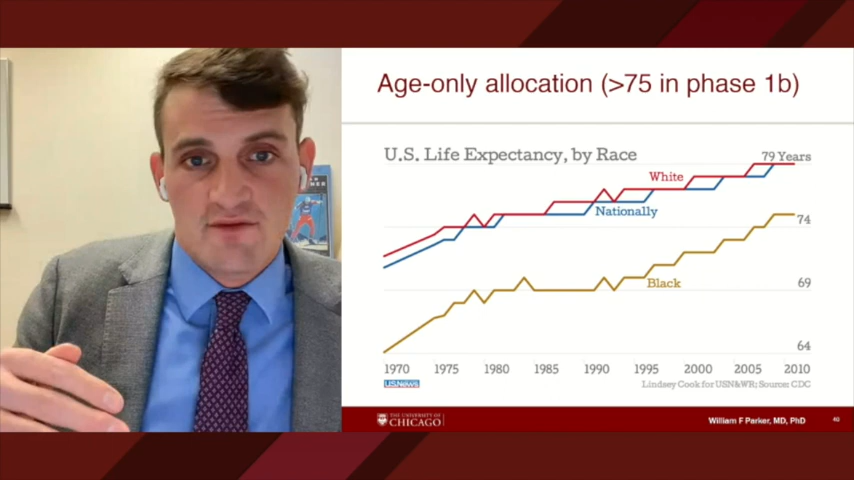 Age-only allocation (>75 in phase 1b)
U.S. Life Expectancy, by Race
79 Years
White
Nationally
74
Black
69
64
1970 1975 1980 1985 1990 1995 2000 2005 2010
USNews
Lindsey Cook for USN&WR; Source: CDC
THE UNIVERSITY OF
CHICAGO
William F Parker, MD, PhD
40